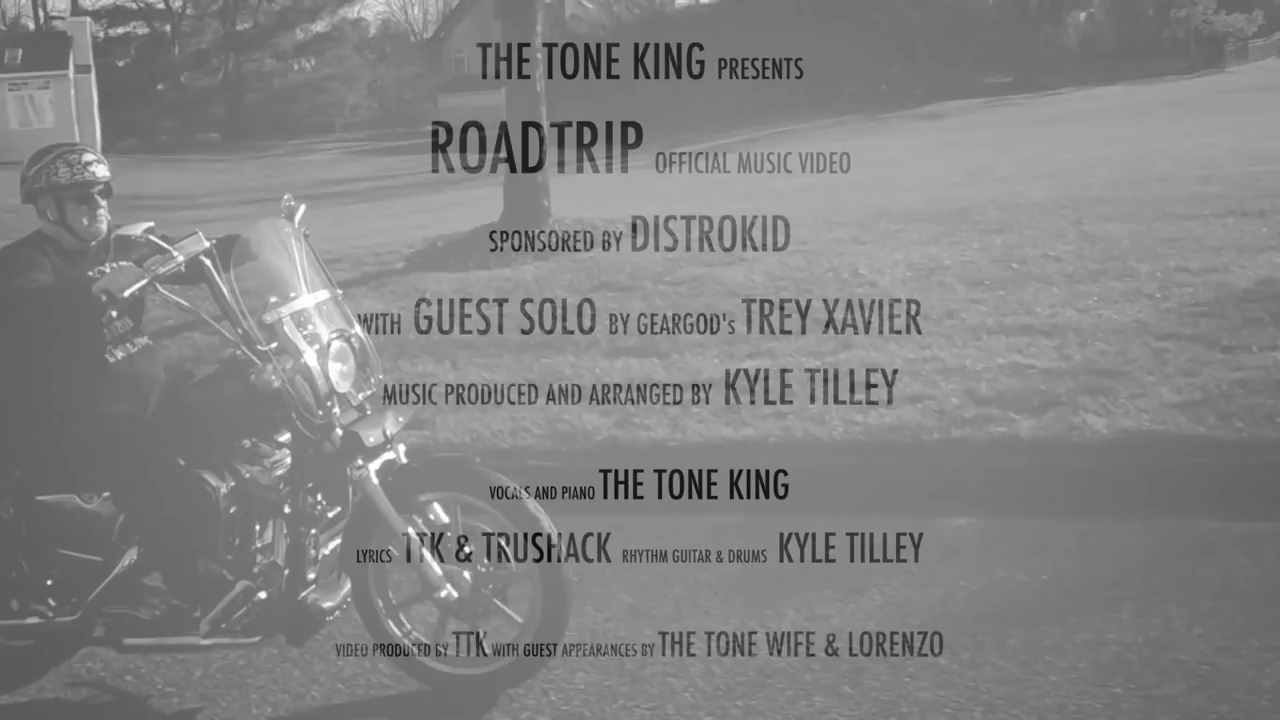 THE TONE KING PRESENTS
ROADTRIP OFFICIAL MUSIC VIDEO
SPONSORED BY DISTROKID
WITH GUEST SOLO BY GEARGOD's TREY XAVIER
MUSIC PRODUCED AND ARRANGED BY KYLE TILLEY
VOCALS AND PIANO THE TONE KING
LYRICS TTK & TRUSHACK RHYTHM GUITAR & DRUMS KYLE TILLEY
VIDEO PRODUCED BY TTK WITH GUEST APPEARANCES BY THE TONE WIFE & LORENZO